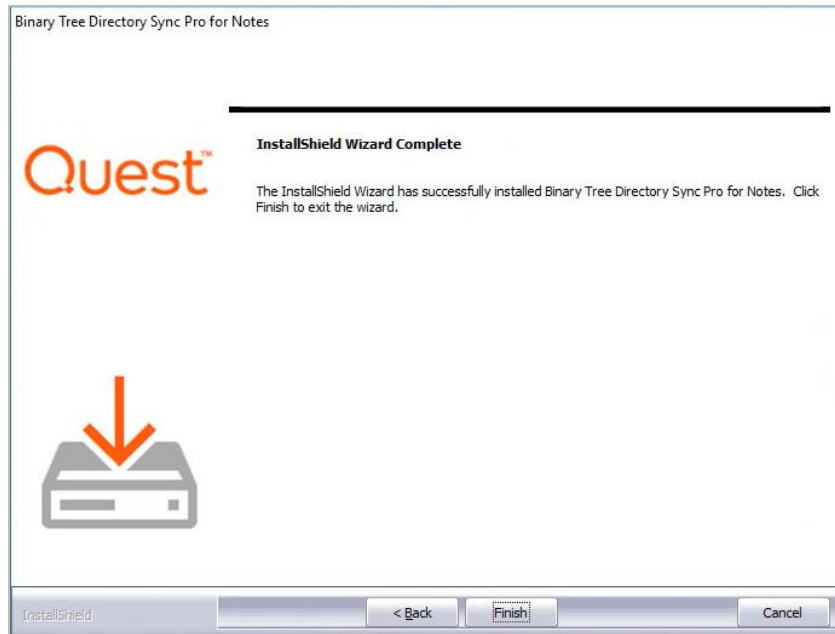 Binary Tree Directory Sync Pro for Notes
Quest™
InstallShield Wizard Complete
The InstallShield Wizard has successfully installed Binary Tree Directory Sync Pro for Notes. Click
Finish to exit the wizard.
InstallShield
< Back
Finish
Cancel